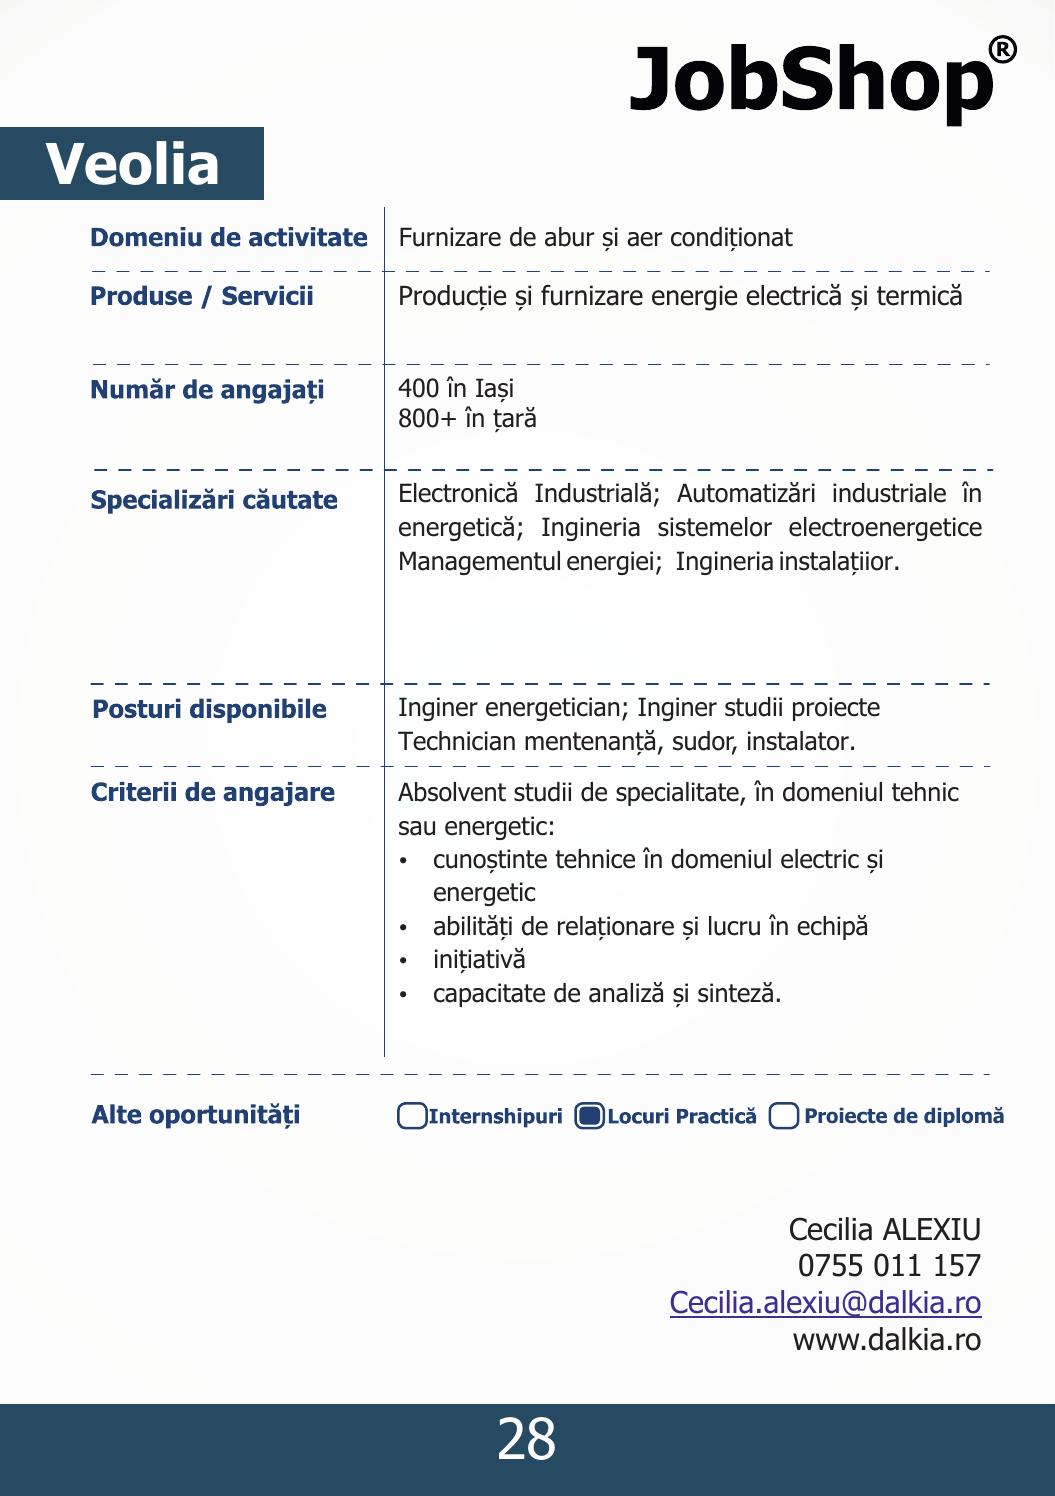 JobShop®
Veolia
Domeniu de activitate
Furnizare de abur și aer condiționat
Produse / Servicii
Producție și furnizare energie electrică și termică
Număr de angajați
400 în Iași
800+ în țară
Specializări căutate
Electronică Industrială; Automatizări industriale în
energetică; Ingineria sistemelor electroenergetice
Managementul energiei; Ingineria instalațiior.
Posturi disponibile
Inginer energetician; Inginer studii proiecte
Technician mentenanță, sudor, instalator.
Criterii de angajare
Absolvent studii de specialitate, în domeniul tehnic
sau energetic:
• cunoștinte tehnice în domeniul electric și
energetic
• abilități de relaționare și lucru în echipă
• inițiativă
• capacitate de analiză și sinteză.
Alte oportunități
Internshipuri Locuri Practică Proiecte de diplomă
Cecilia ALEXIU
0755 011 157
Cecilia.alexiu@dalkia.ro
www.dalkia.ro
28